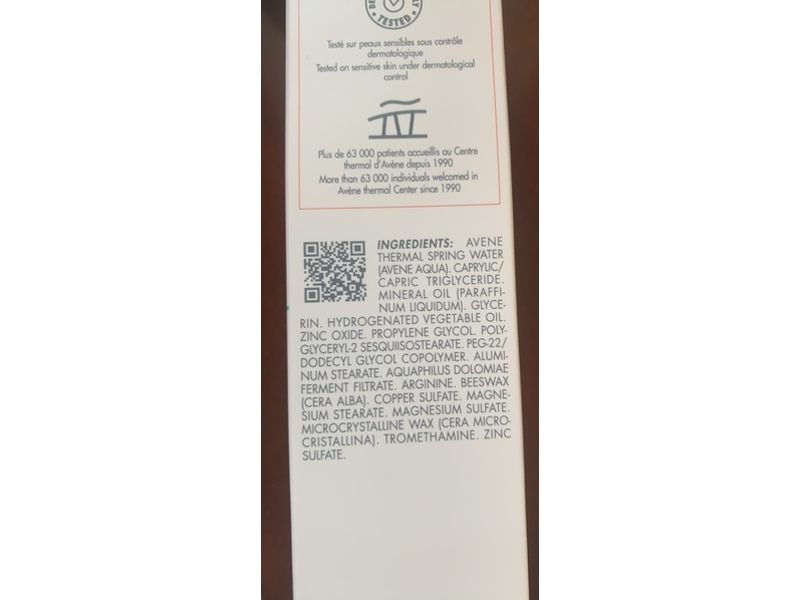 TESTED
Testé sur peaux sensibles sous contrôle
dermatologique
Tested on sensitive skin under dermatological
control
Plus de 63 000 patients accueillis au Centre
thermal d'Avène depuis 1990
More than 63 000 individuals welcomed in
Avène thermal Center since 1990
INGREDIENTS: AVENE
THERMAL SPRING WATER
(AVENE AQUA). CAPRYLIC/
CAPRIC TRIGLYCERIDE.
MINERAL OIL (PARAFFI-
NUM LIQUIDUM). GLYCE-
RIN. HYDROGENATED VEGETABLE OIL.
ZINC OXIDE. PROPYLENE GLYCOL. POLY-
GLYCERYL-2 SESQUIISOSTEARATE. PEG-22/
DODECYL GLYCOL COPOLYMER. ALUMI-
NUM STEARATE. AQUAPHILUS DOLOMIAE
FERMENT FILTRATE. ARGININE. BEESWAX
(CERA ALBA). COPPER SULFATE. MAGNE-
SIUM STEARATE. MAGNESIUM SULFATE.
MICROCRYSTALLINE WAX (CERA MICRO-
CRISTALLINA). TROMETHAMINE. ZINC
SULFATE.